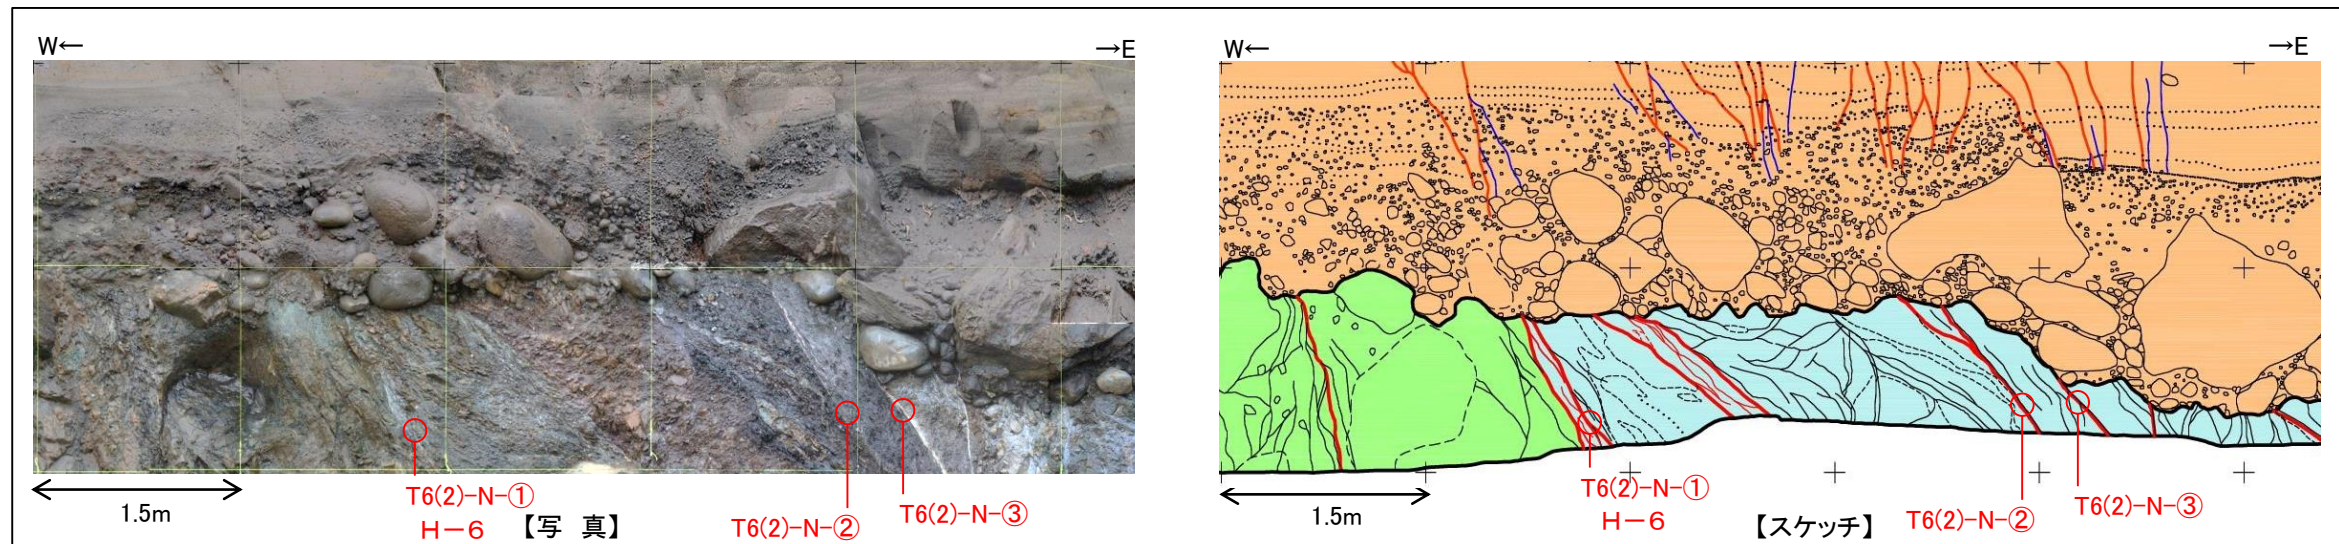 W←
→E
1.5m
T6(2)-N-①
H-6
【写 真】
T6(2)-N-②
T6(2)-N-③
W←
→E
1.5m
T6(2)-N-①
H-6
T6(2)-N-②
T6(2)-N-③
【スケッチ】